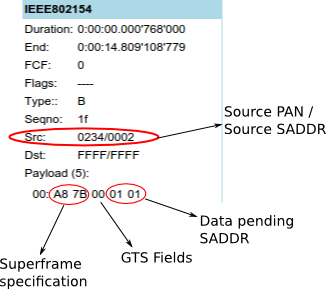 IEEE802154
Duration: 0:00:00.000'768'000
End: 0:00:14.809'108'779
FCF: 0
Flags: ----
Type:: B
Seqno: 1f
Src: 0234/0002
Dst: FFFF/FFFF
Payload (5):
00: A8 7B 00 01 01
Source PAN /
Source SADDR
Data pending
SADDR
GTS Fields
Superframe
specification